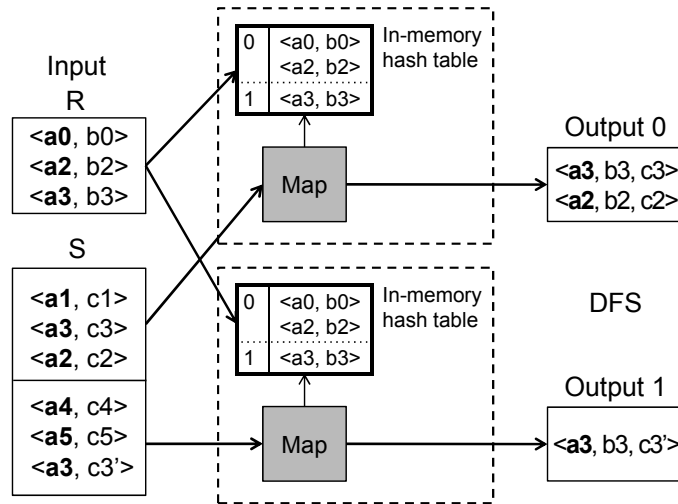 Input
R
<a0, b0>
<a2, b2>
<a3, b3>
S
<a1, c1>
<a3, c3>
<a2, c2>
<a4, c4>
<a5, c5>
<a3, c3’>
0 <a0, b0>
<a2, b2>
1 <a3, b3>
In-memory
hash table
Map
0 <a0, b0>
<a2, b2>
1 <a3, b3>
In-memory
hash table
Map
Output 0
<a3, b3, c3>
<a2, b2, c2>
DFS
Output 1
<a3, b3, c3’>